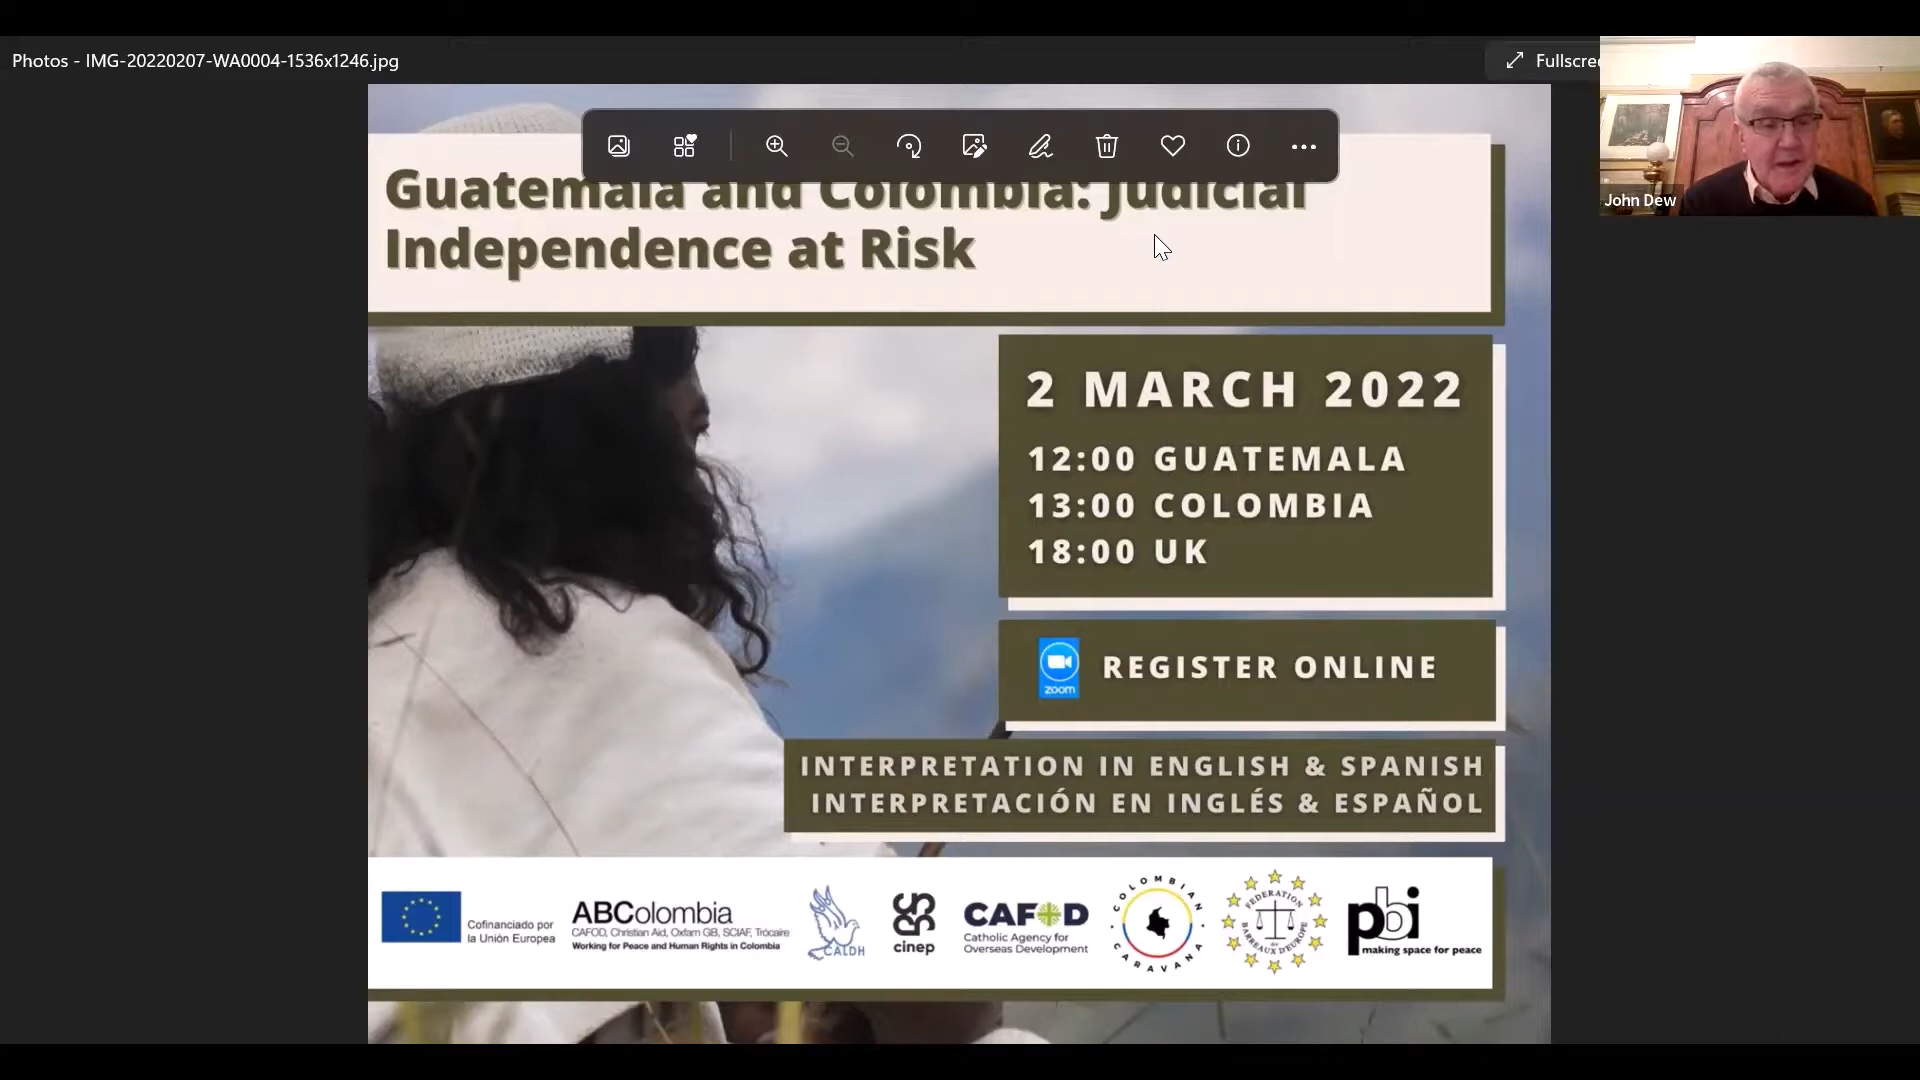 Photos - IMG-20220207-WA0004-1536x1246.jpg
Fullscre
John Dew
Guatemala and Colombia: Judicial
Independence at Risk
2 MARCH 2022
12:00 GUATEMALA
13:00 COLOMBIA
18:00 UK
zoom
REGISTER ONLINE
INTERPRETATION IN ENGLISH & SPANISH
INTERPRETACIÓN EN INGLÉS & ESPAÑOL
Cofinanciado por
la Unión Europea
ABColombia
CAFOD, Christian Aid, Oxfam GB, SCIAF, Trócaire
Working for Peace and Human Rights in Colombia
CALDH
cinep
CAFOD
Catholic Agency for
Overseas Development
COLOMBIAN
CARAVANA
FEDERATION
BARREAUX D'EUROPE
pbi
making space for peace